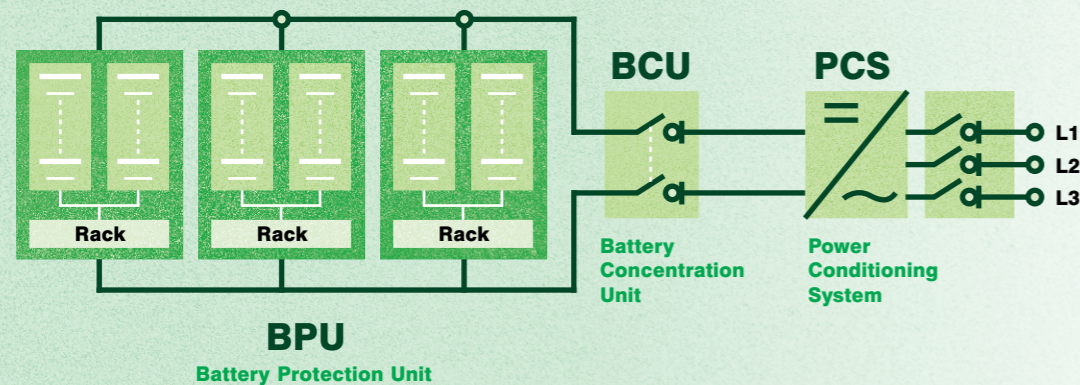 BCU
PCS
L1
L2
L3
Rack
Rack
Rack
Battery
Concentration
Unit
Power
Conditioning
System
BPU
Battery Protection Unit